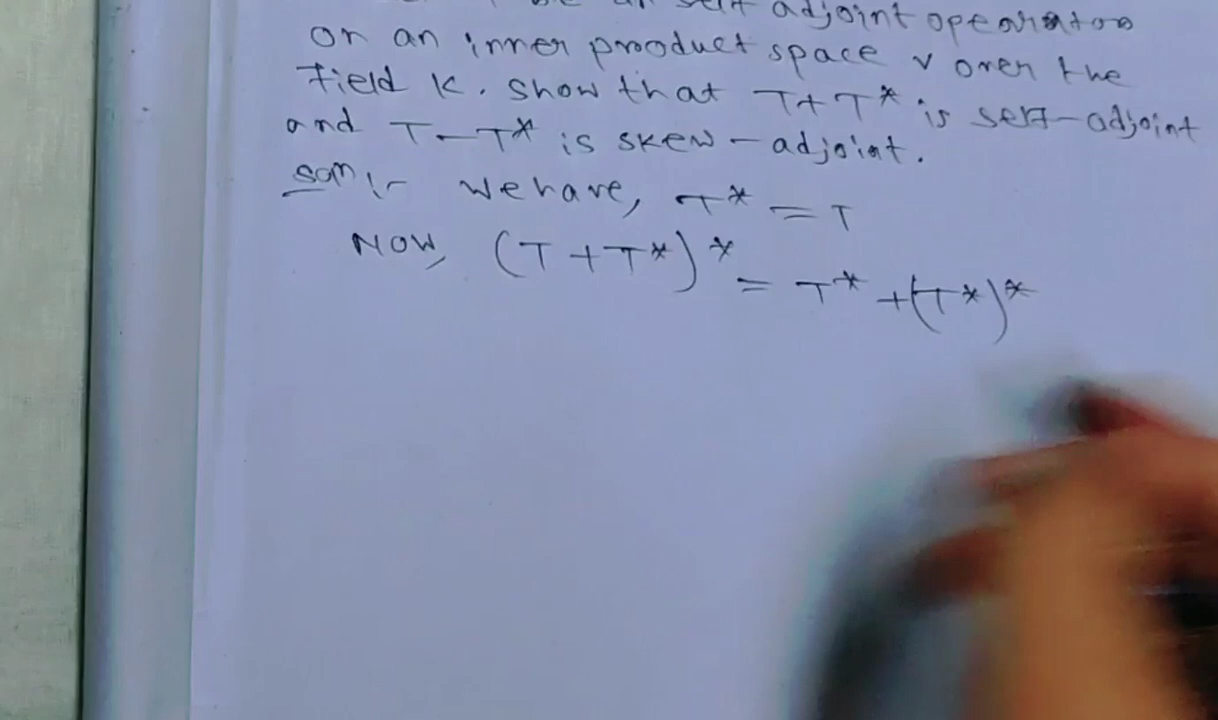 adjoint operator
on an inner product space V over the
field K. show that T+T* is self-adjoint
and T-T* is skew-adjoint.
soln :- we have, T* = T
Now, (T+T*)* = T* + (T*)*